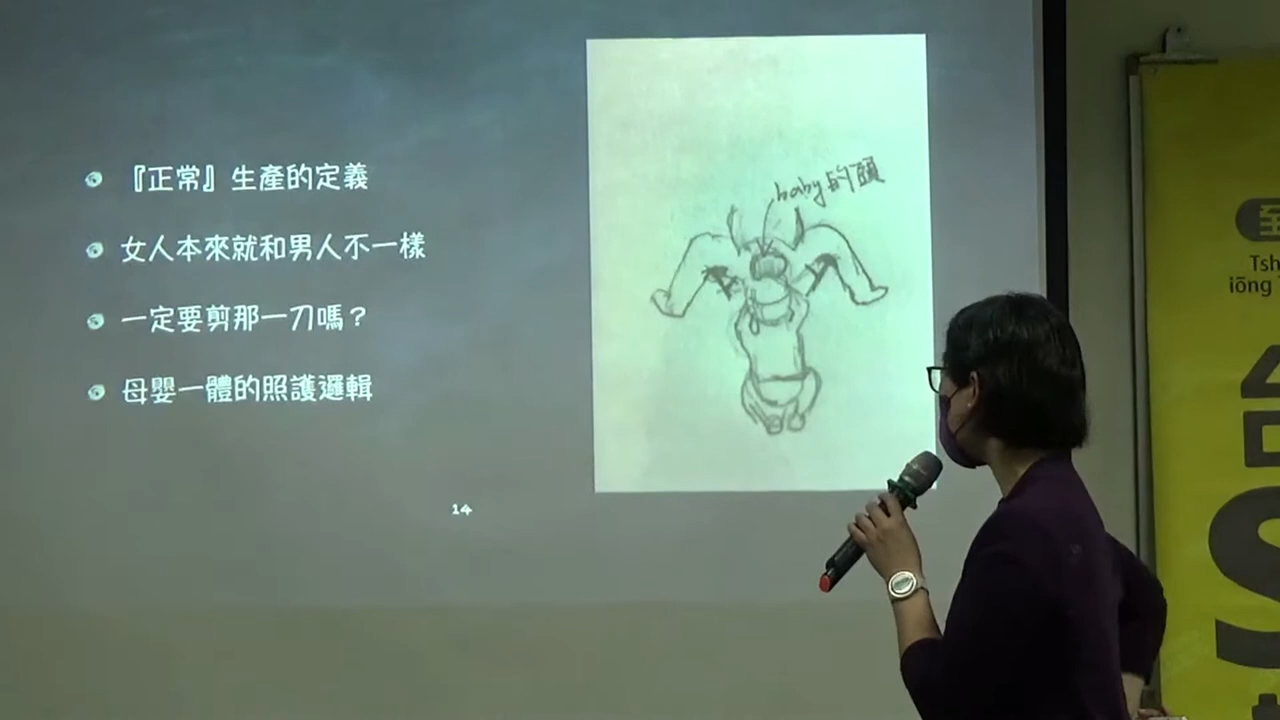 『正常』生產的定義
女人本來就和男人不一樣
一定要剪那一刀嗎？
母嬰一體的照護邏輯
14
baby的頭
Tsh
iōng